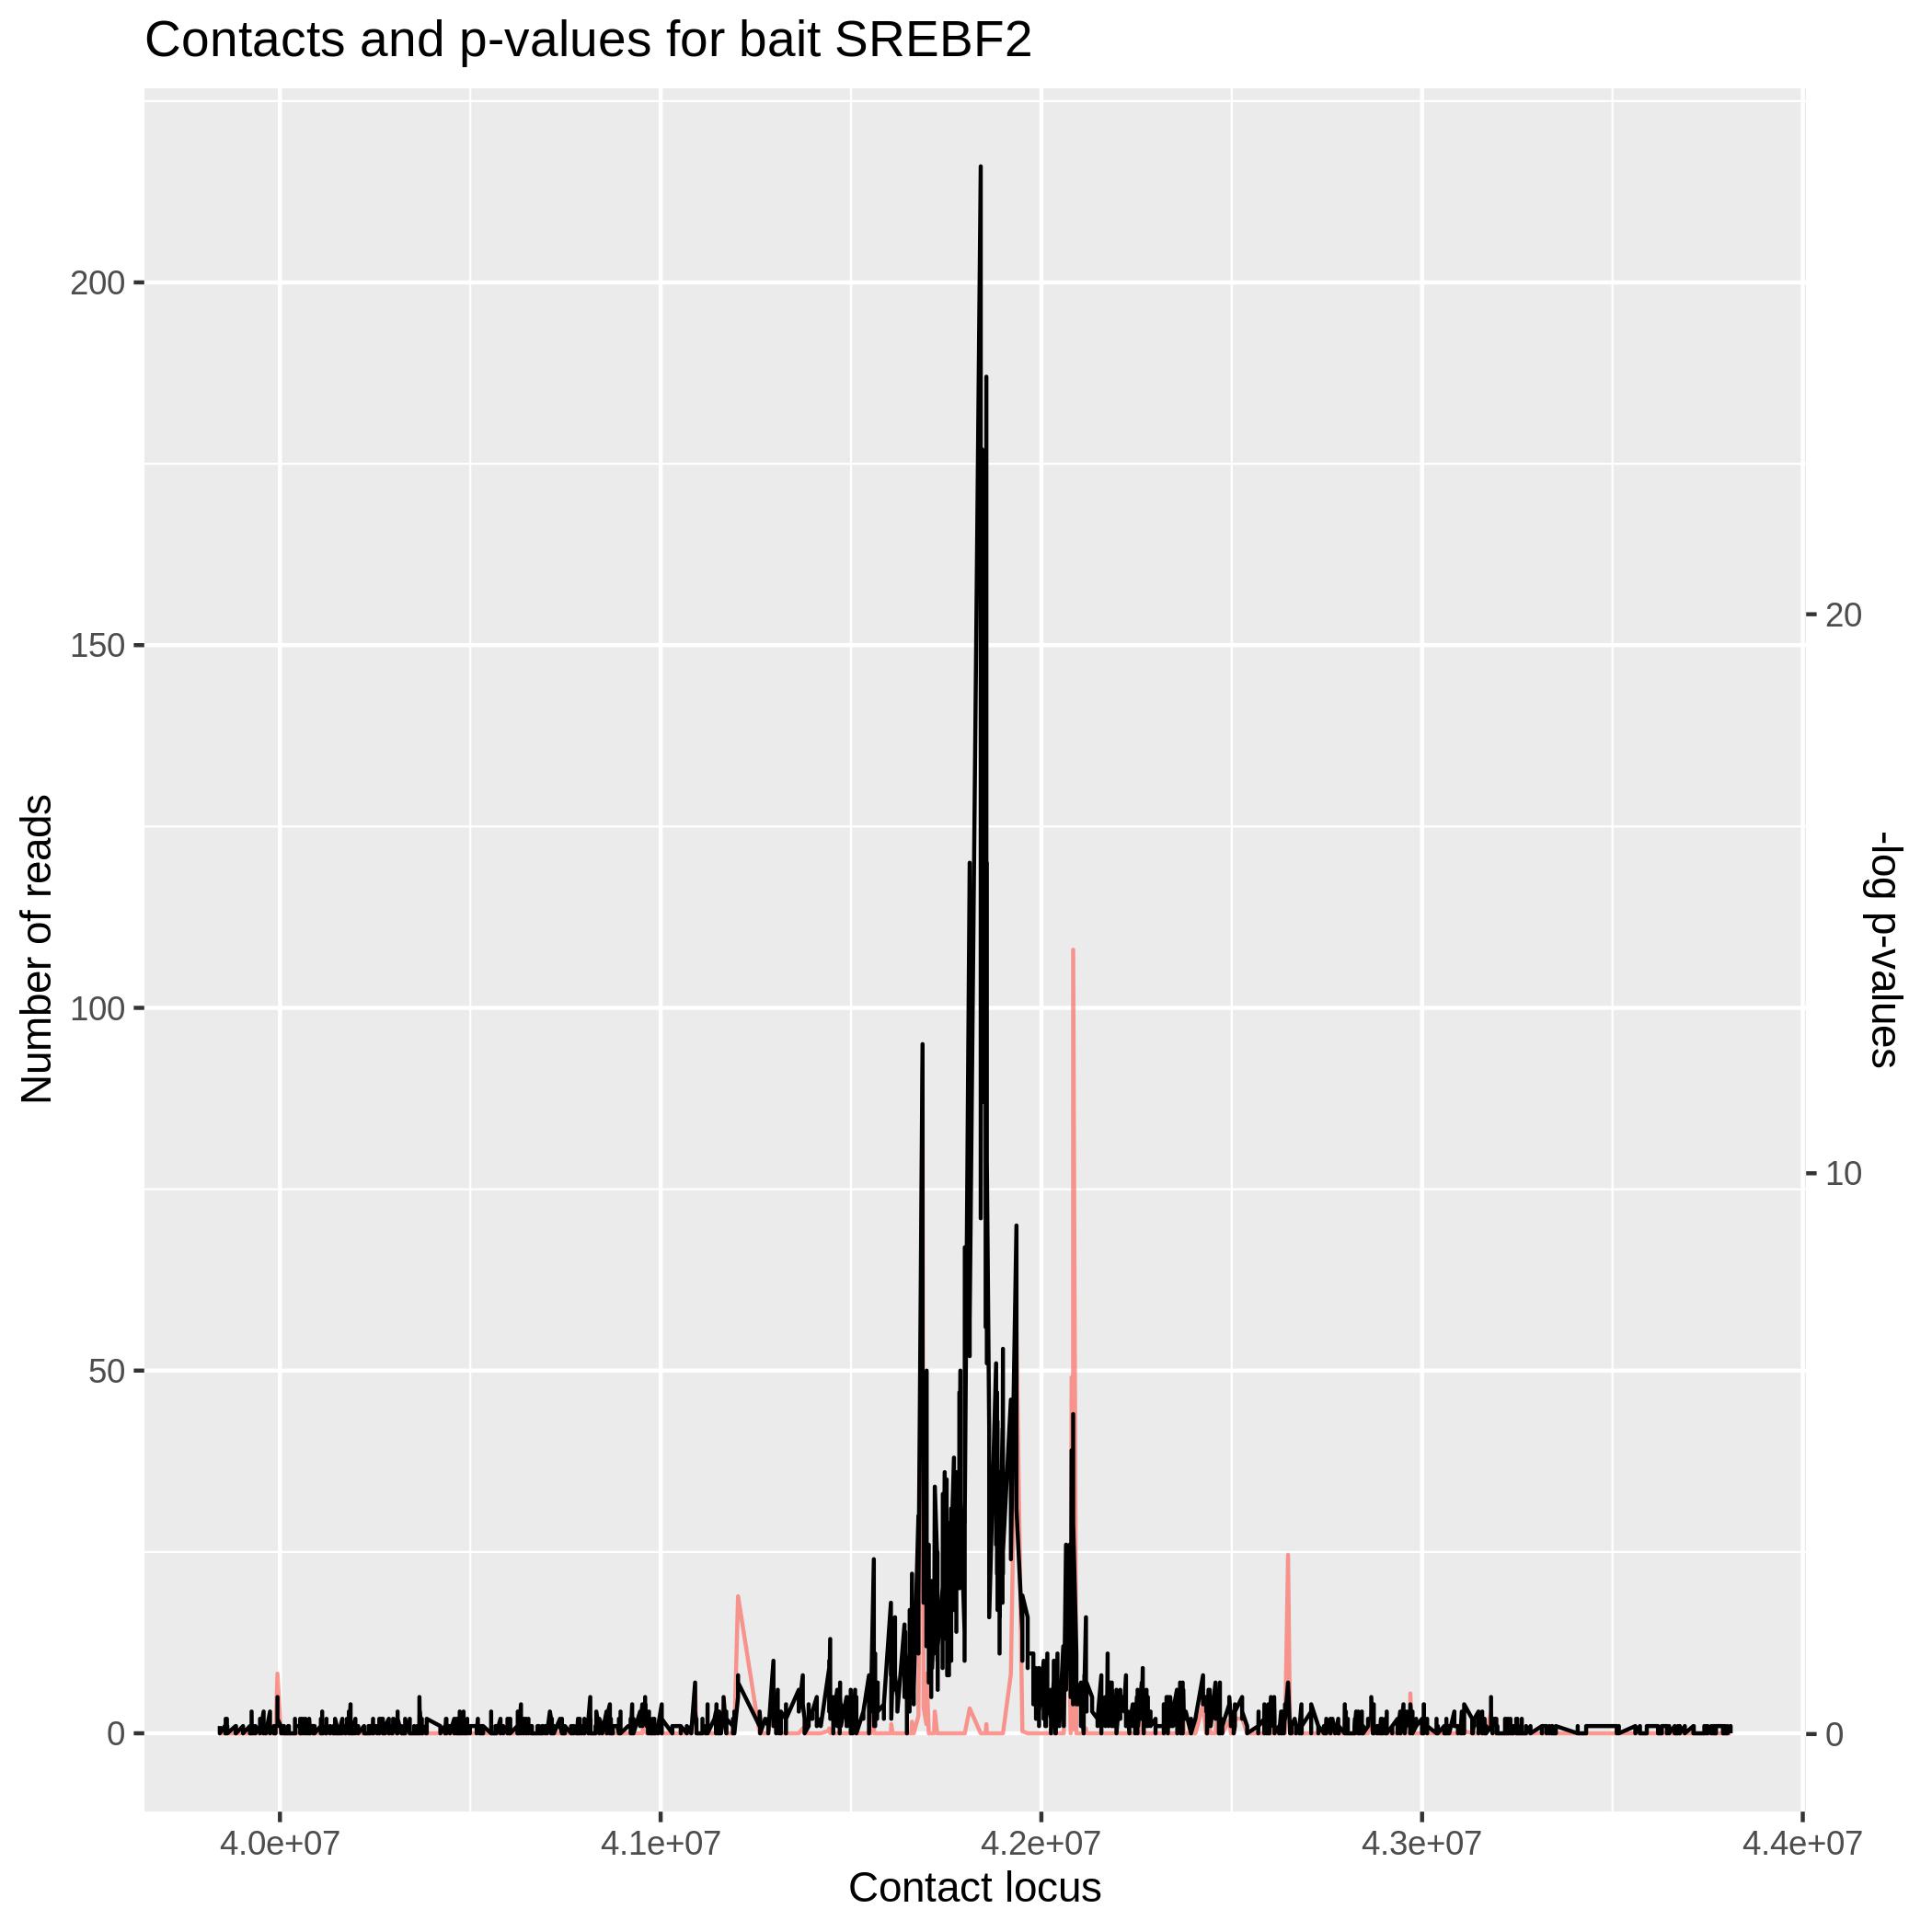 Contacts and p-values for bait SREBF2
Number of reads
200
150
100
50
0
20
10
0
-log p-values
4.0e+07
4.1e+07
4.2e+07
4.3e+07
4.4e+07
Contact locus